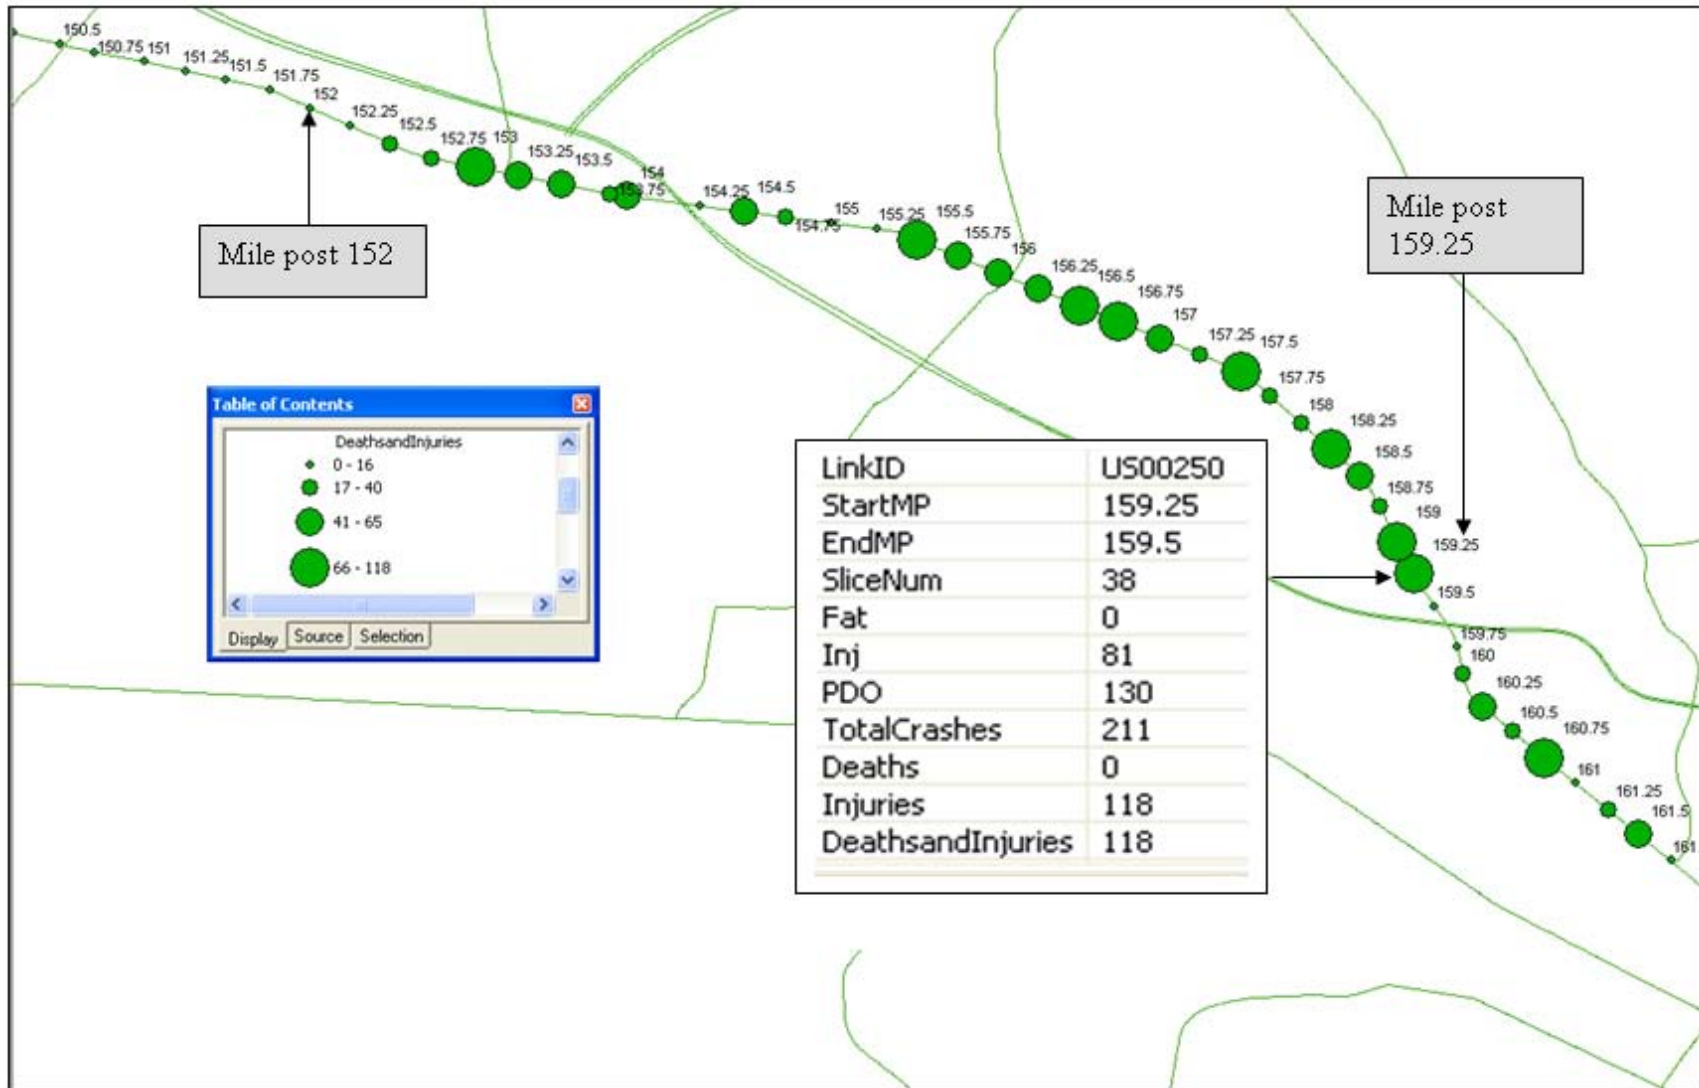 150.5
150.75
151
151.25
151.5
151.75
152
152.25
152.5
152.75
153
153.25
153.5
153.75
154
154.25
154.5
154.75
155
155.25
155.5
155.75
156
156.25
156.5
156.75
157
157.25
157.5
157.75
158
158.25
158.5
158.75
159
159.25
159.5
159.75
160
160.25
160.5
160.75
161
161.25
161.5
161
Mile post 152
Mile post
159.25
Table of Contents
DeathsandInjuries
0 - 16
17 - 40
41 - 65
66 - 118
Display Source Selection
LinkID US00250
StartMP 159.25
EndMP 159.5
SliceNum 38
Fat 0
Inj 81
PDO 130
TotalCrashes 211
Deaths 0
Injuries 118
DeathsandInjuries 118